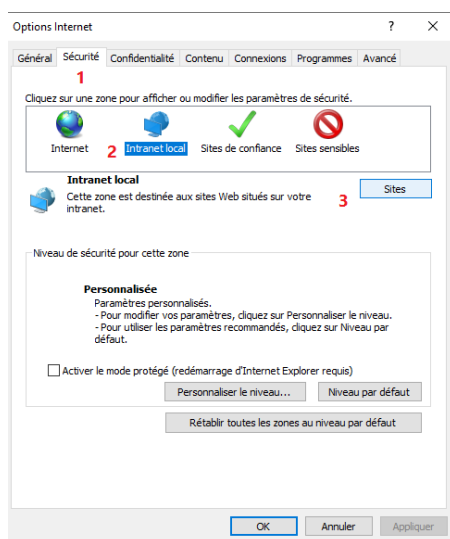 Options Internet ? ×
Général Sécurité Confidentialité Contenu Connexions Programmes Avancé
1
Cliquez sur une zone pour afficher ou modifier les paramètres de sécurité.
Internet 2 Intranet local Sites de confiance Sites sensibles
Intranet local
Cette zone est destinée aux sites Web situés sur votre
intranet.
3 Sites
Niveau de sécurité pour cette zone
Personnalisée
Paramètres personnalisés.
- Pour modifier vos paramètres, cliquez sur Personnaliser le niveau.
- Pour utiliser les paramètres recommandés, cliquez sur Niveau par
défaut.
Activer le mode protégé (redémarrage d'Internet Explorer requis)
Personnaliser le niveau... Niveau par défaut
Rétablir toutes les zones au niveau par défaut
OK Annuler Appliquer